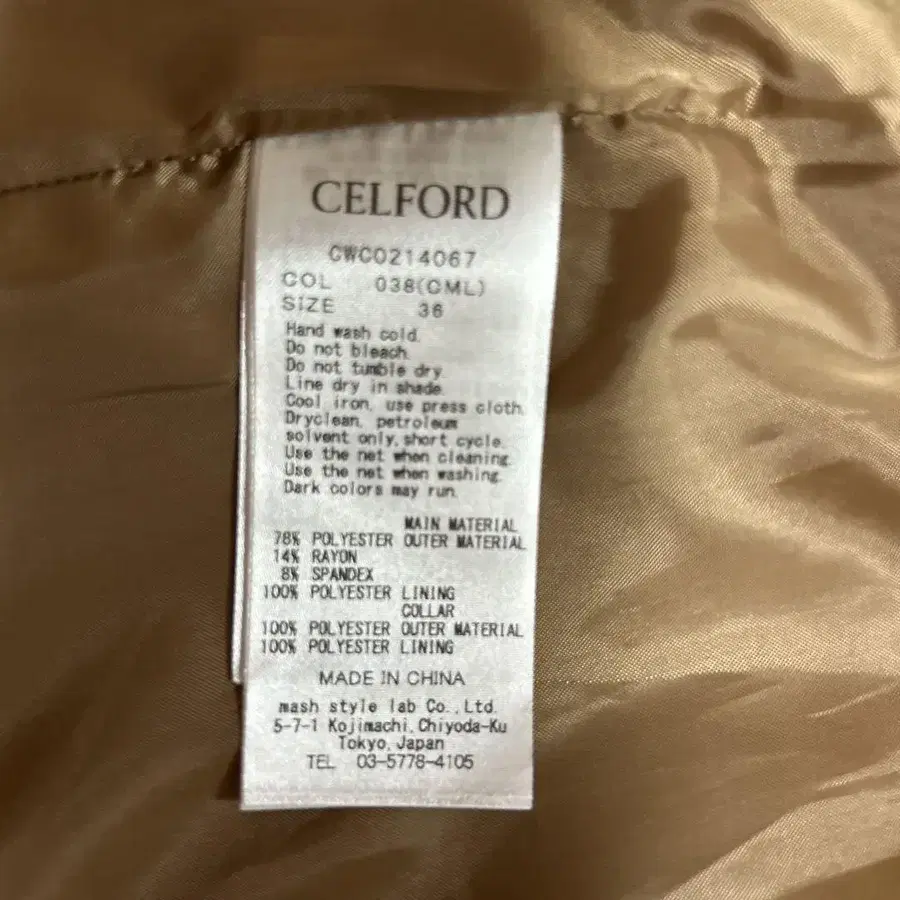 CELFORD
CWCO214067
COL 038(CML)
SIZE 36
Hand wash cold.
Do not bleach.
Do not tumble dry.
Line dry in shade.
Cool iron, use press cloth.
Dryclean, petroleum
solvent only, short cycle.
Use the net when cleaning.
Use the net when washing.
Dark colors may run.
MAIN MATERIAL
78% POLYESTER OUTER MATERIAL
14% RAYON
8% SPANDEX
100% POLYESTER LINING
COLLAR
100% POLYESTER OUTER MATERIAL
100% POLYESTER LINING
MADE IN CHINA
mash style lab Co., Ltd.
5-7-1 Kojimachi, Chiyoda-Ku
Tokyo, Japan
TEL 03-5778-4105